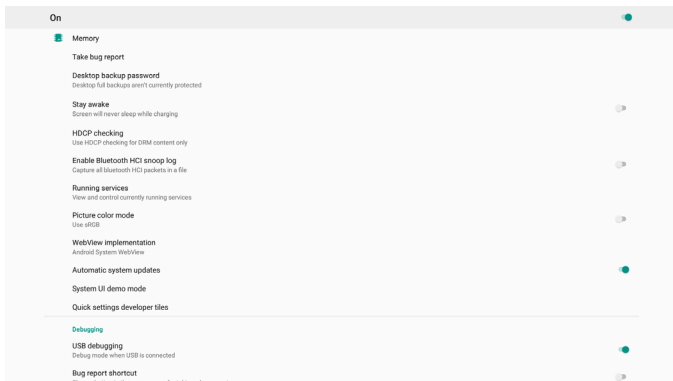 On
Memory
Take bug report
Desktop backup password
Desktop full backups aren't currently protected
Stay awake
Screen will never sleep while charging
HDCP checking
Use HDCP checking for DRM content only
Enable Bluetooth HCI snoop log
Capture all bluetooth HCI packets in a file
Running services
View and control currently running services
Picture color mode
Use sRGB
WebView implementation
Android System WebView
Automatic system updates
System UI demo mode
Quick settings developer tiles
Debugging
USB debugging
Debug mode when USB is connected
Bug report shortcut